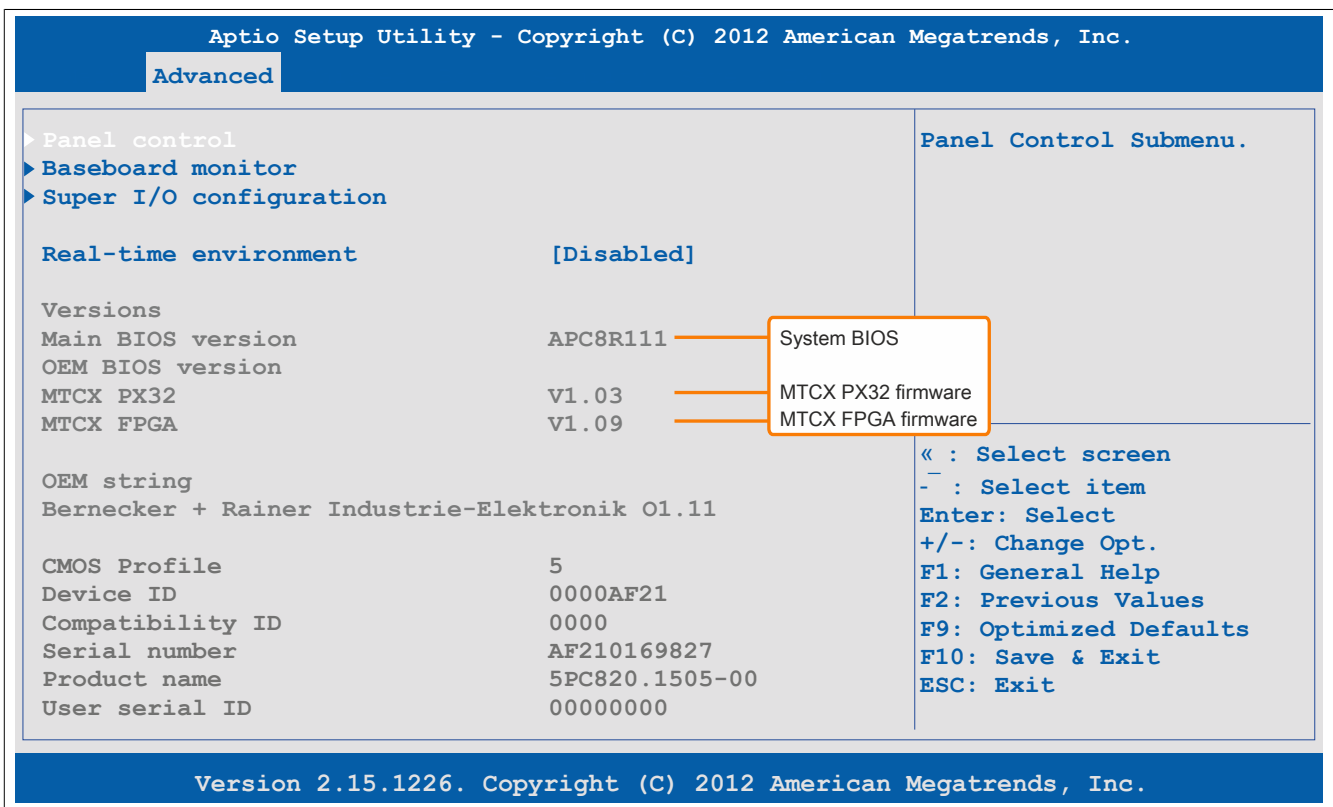 Aptio Setup Utility - Copyright (C) 2012 American Megatrends, Inc.
Advanced
Panel control
Baseboard monitor
Super I/O configuration
Real-time environment [Disabled]
Versions
Main BIOS version APC8R111
OEM BIOS version
MTCX PX32 V1.03
MTCX FPGA V1.09
OEM string
Bernecker + Rainer Industrie-Elektronik O1.11
CMOS Profile 5
Device ID 0000AF21
Compatibility ID 0000
Serial number AF210169827
Product name 5PC820.1505-00
User serial ID 00000000
System BIOS
MTCX PX32 firmware
MTCX FPGA firmware
Panel Control Submenu.
« : Select screen
-¯ : Select item
Enter: Select
+/-: Change Opt.
F1: General Help
F2: Previous Values
F9: Optimized Defaults
F10: Save & Exit
ESC: Exit
Version 2.15.1226. Copyright (C) 2012 American Megatrends, Inc.